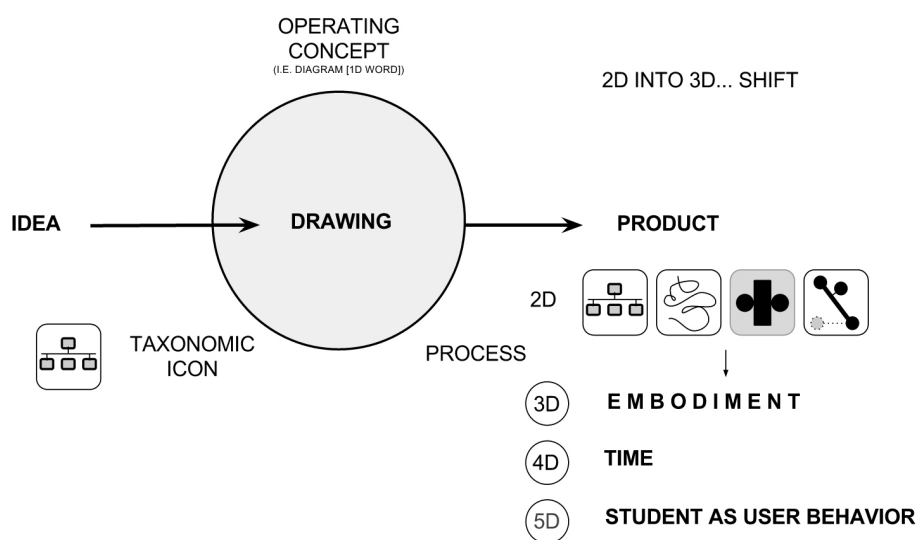 OPERATING
CONCEPT
(I.E. DIAGRAM [1D WORD])
2D INTO 3D... SHIFT
IDEA
DRAWING
PRODUCT
2D
TAXONOMIC
ICON
PROCESS
3D
EMBODIMENT
4D
TIME
5D
STUDENT AS USER BEHAVIOR